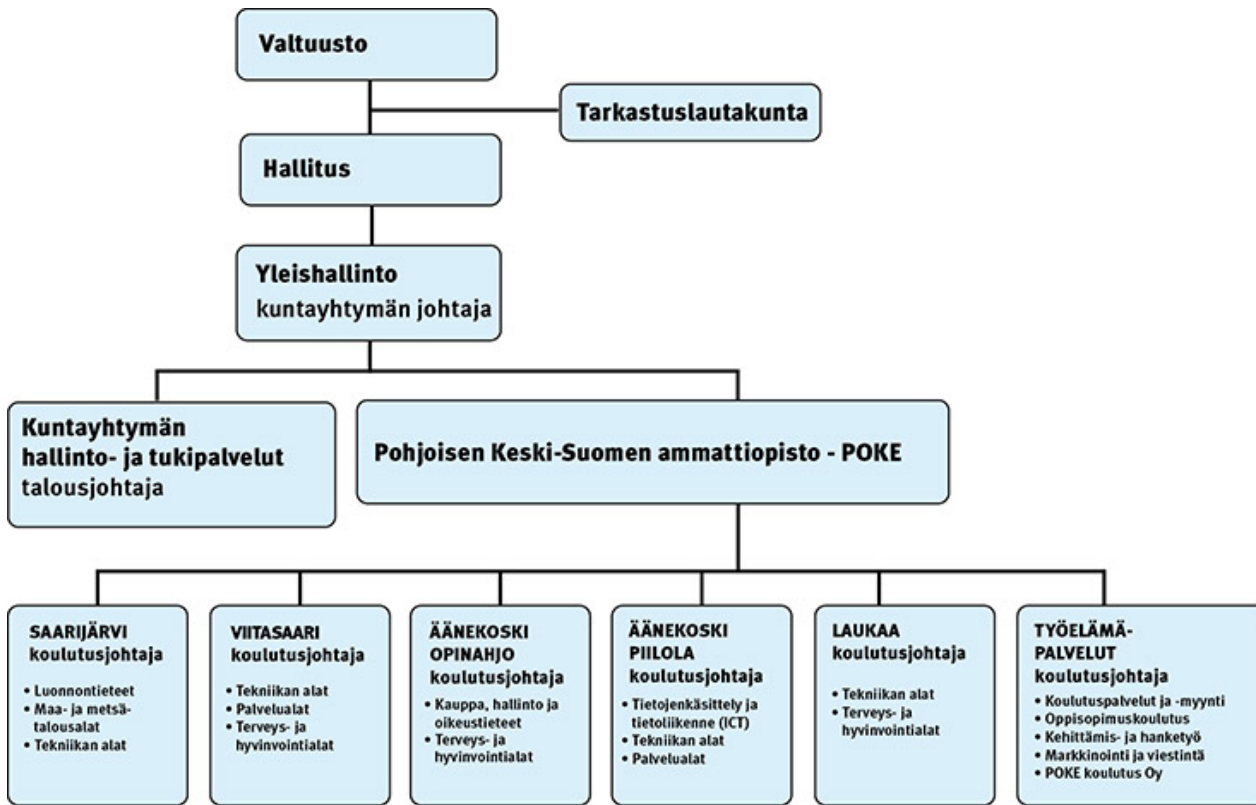 Valtuusto
Tarkastuslautakunta
Hallitus
Yleishallinto
kuntayhtymän johtaja
Kuntayhtymän
hallinto- ja tukipalvelut
talousjohtaja
Pohjoisen Keski-Suomen ammattiopisto - POKE
SAARIJÄRVI
koulutusjohtaja
• Luonnontieteet
• Maa- ja metsä-
talousalat
• Tekniikan alat
VIITASAARI
koulutusjohtaja
• Tekniikan alat
• Palvelualat
• Terveys- ja
hyvinvointialat
ÄÄNEKOSKI
OPINAHJO
koulutusjohtaja
• Kauppa, hallinto ja
oikeustieteet
• Terveys- ja
hyvinvointialat
ÄÄNEKOSKI
PIILOLA
koulutusjohtaja
• Tietojenkäsittely ja
tietoliikenne (ICT)
• Tekniikan alat
• Palvelualat
LAUKAA
koulutusjohtaja
• Tekniikan alat
• Terveys- ja
hyvinvointialat
TYÖELÄMÄ-
PALVELUT
koulutusjohtaja
• Koulutuspalvelut ja -myynti
• Oppisopimuskoulutus
• Kehittämis- ja hanketyö
• Markkinointi ja viestintä
• POKE koulutus Oy